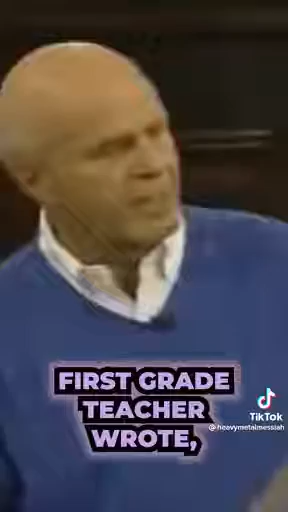 FIRST GRADE
TEACHER
WROTE,
TikTok
@heavymetalmessiah